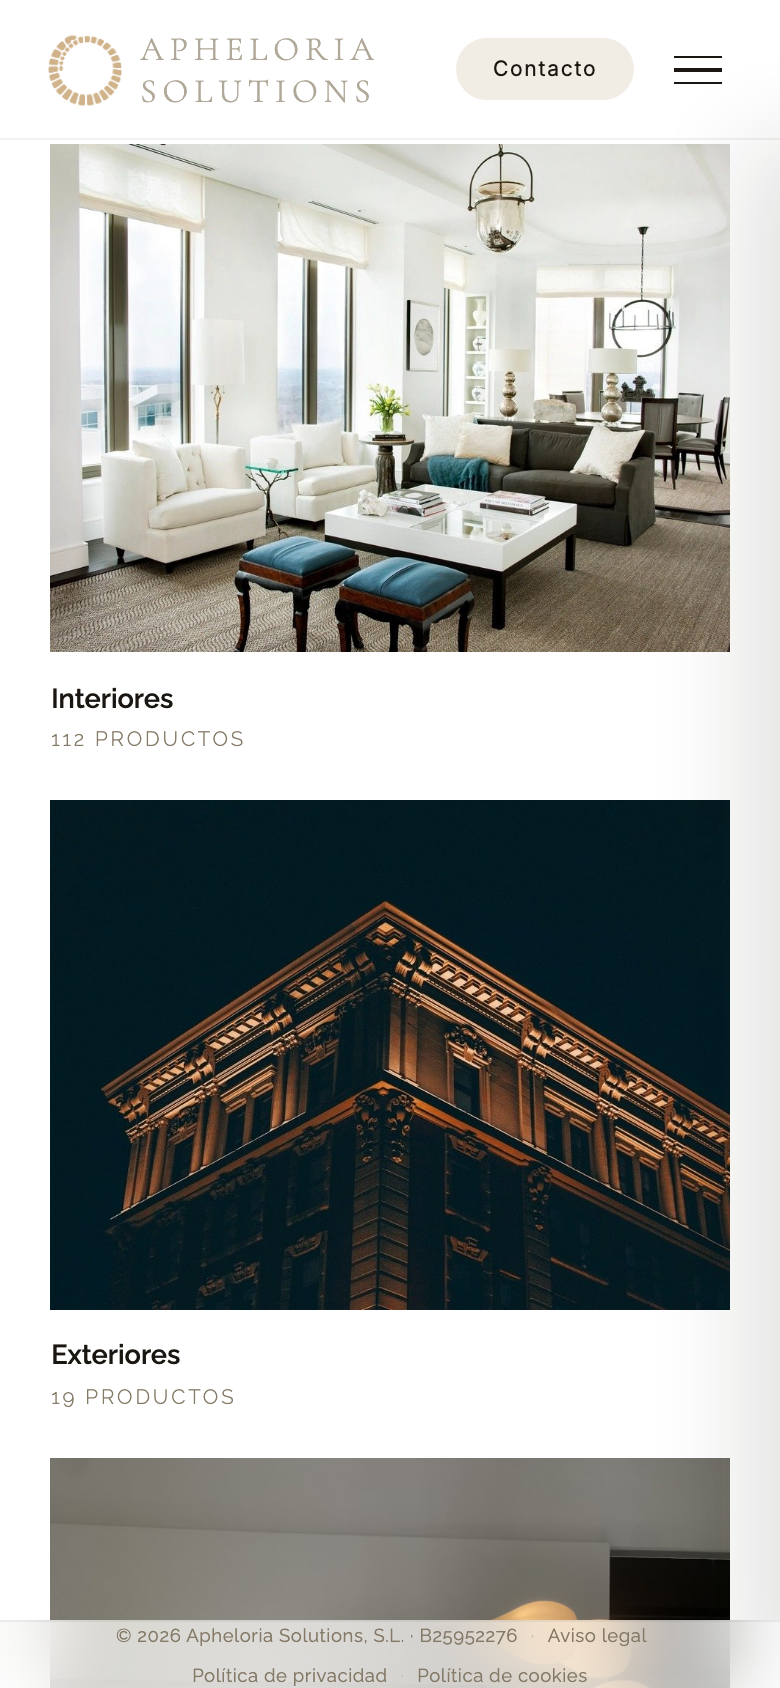 APHELORIA
SOLUTIONS
Contacto
Interiores
112 PRODUCTOS
Exteriores
19 PRODUCTOS
© 2026 Apheloria Solutions, S.L. · B25952276 · Aviso legal
Política de privacidad · Política de cookies